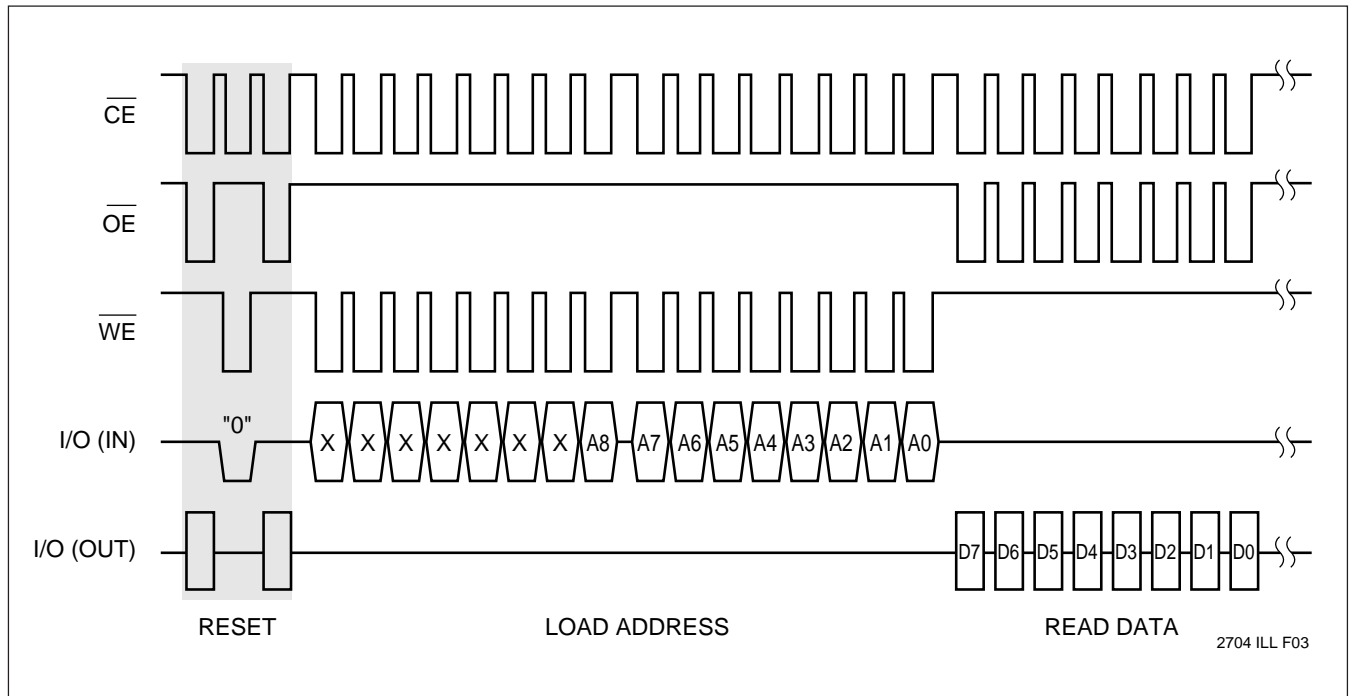 CE
OE
WE
I/O (IN) "0" X X X X X X X A8 A7 A6 A5 A4 A3 A2 A1 A0
I/O (OUT) D7 D6 D5 D4 D3 D2 D1 D0
RESET LOAD ADDRESS READ DATA
2704 ILL F03